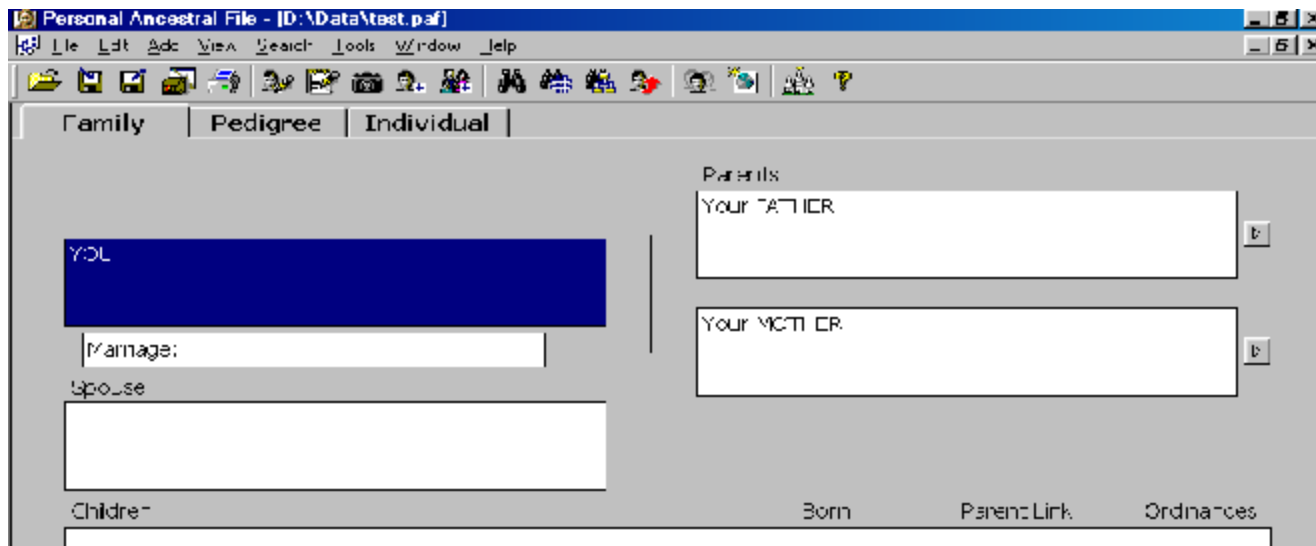 Personal Ancestral File - [D:\Data\test.paf]
File Edit Add View Search Tools Window Help
Family Pedigree Individual
Parents
Your FATHER
YOU
Your MOTHER
Marriage:
Spouse
Children Born Parent Link Ordinances